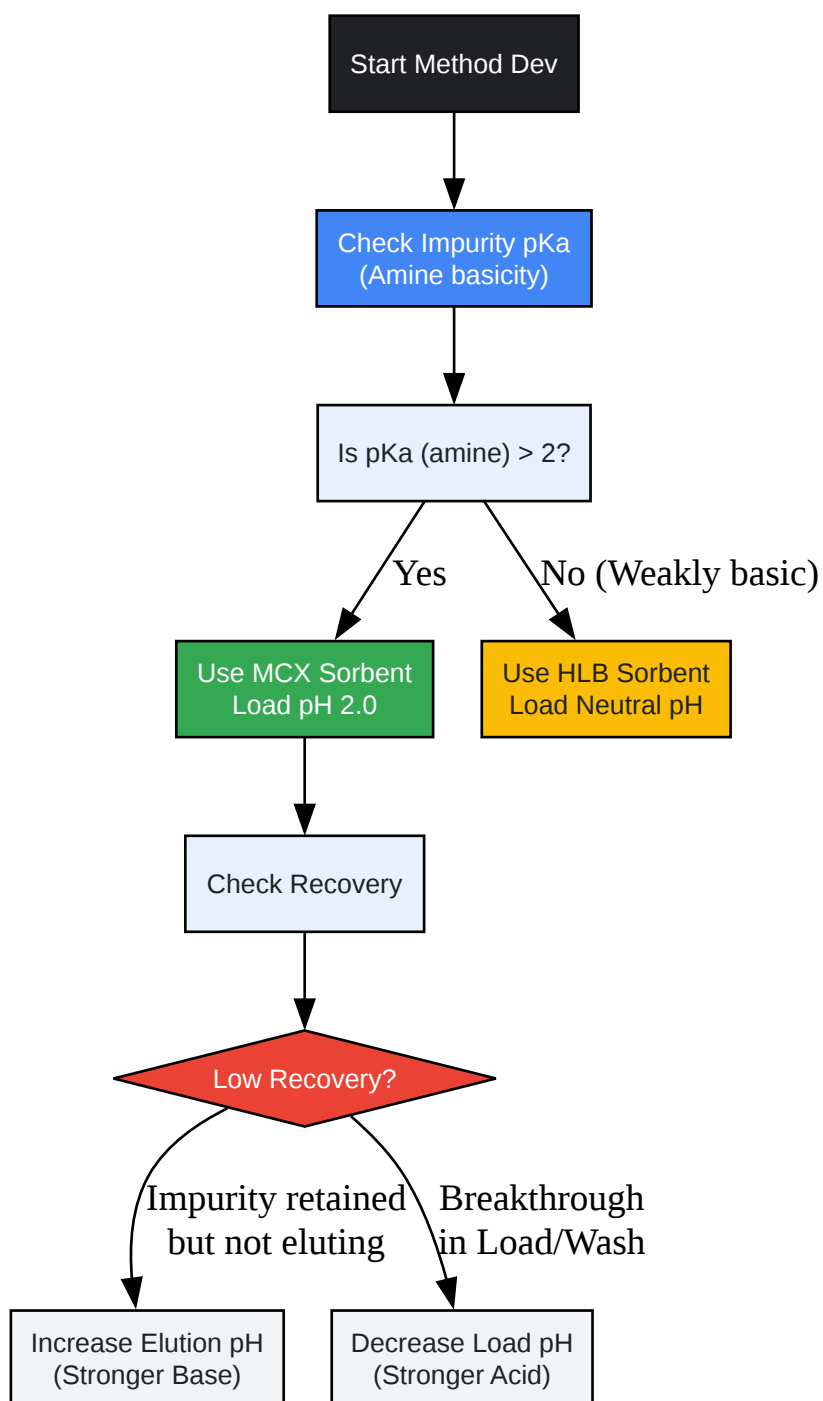 Start Method Dev
Check Impurity pKa
(Amine basicity)
Is pKa (amine) > 2?
Yes
No (Weakly basic)
Use MCX Sorbent
Load pH 2.0
Use HLB Sorbent
Load Neutral pH
Check Recovery
Low Recovery?
Impurity retained
but not eluting
Breakthrough
in Load/Wash
Increase Elution pH
(Stronger Base)
Decrease Load pH
(Stronger Acid)